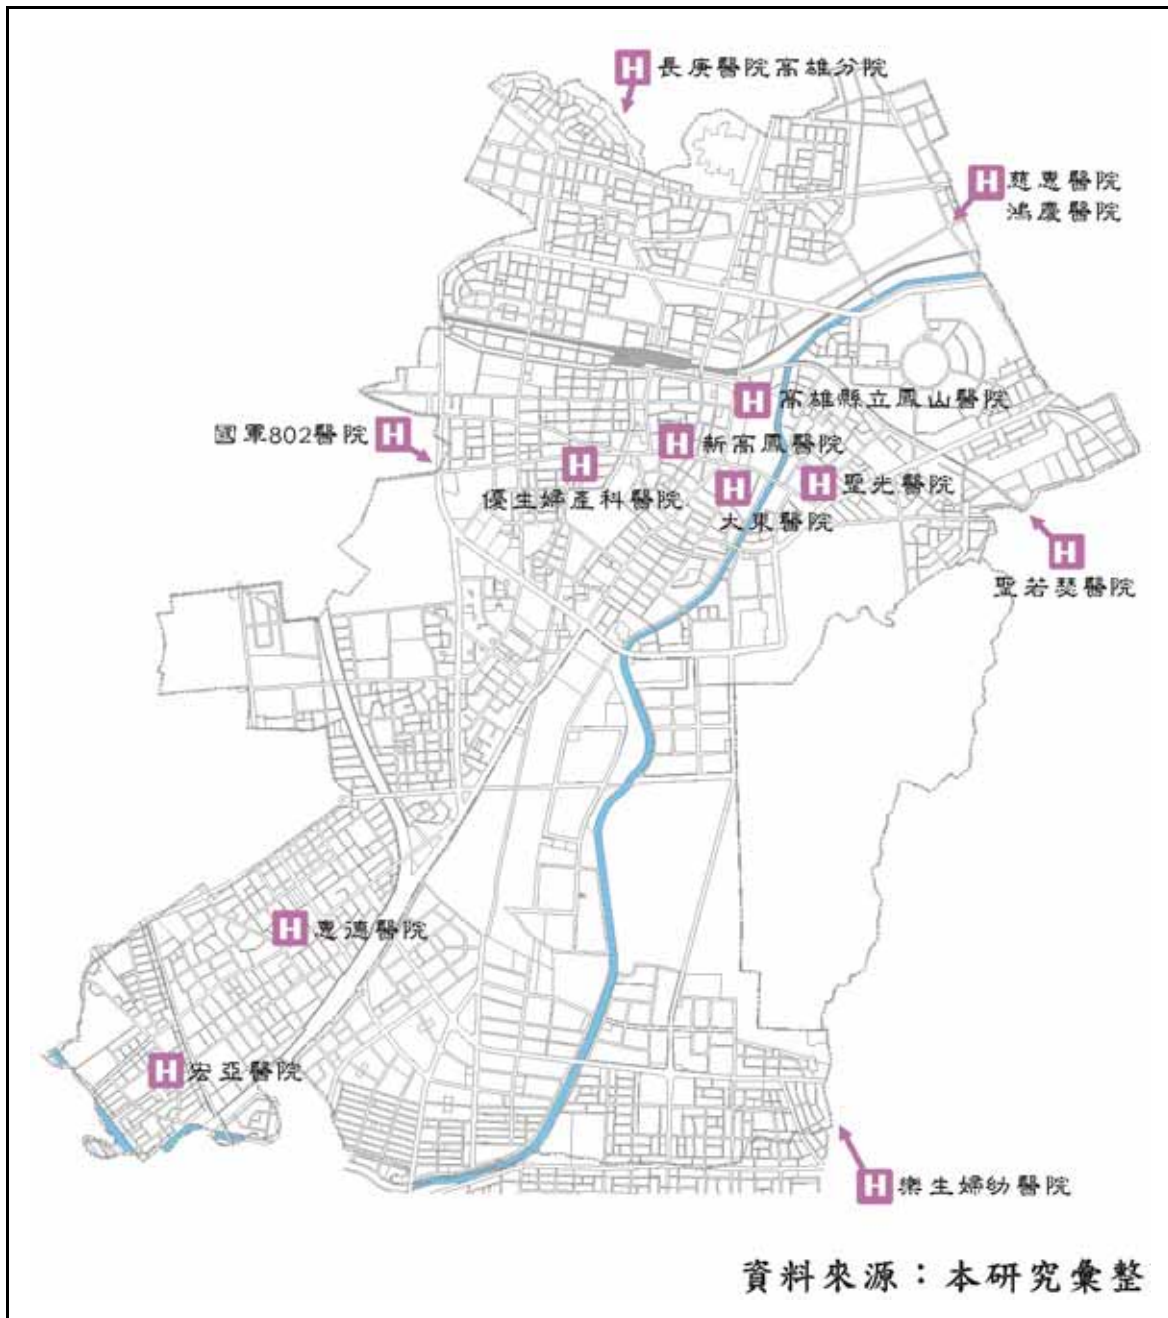 H 長庚醫院高雄分院
H 慈惠醫院
鴻慶醫院
H 高雄縣立鳳山醫院
國軍802醫院 H
H 新高鳳醫院
H
優生婦產科醫院
H 聖光醫院
H
大東醫院
H
聖若瑟醫院
H 惠德醫院
H 宏亞醫院
H 樂生婦幼醫院
資料來源：本研究彙整